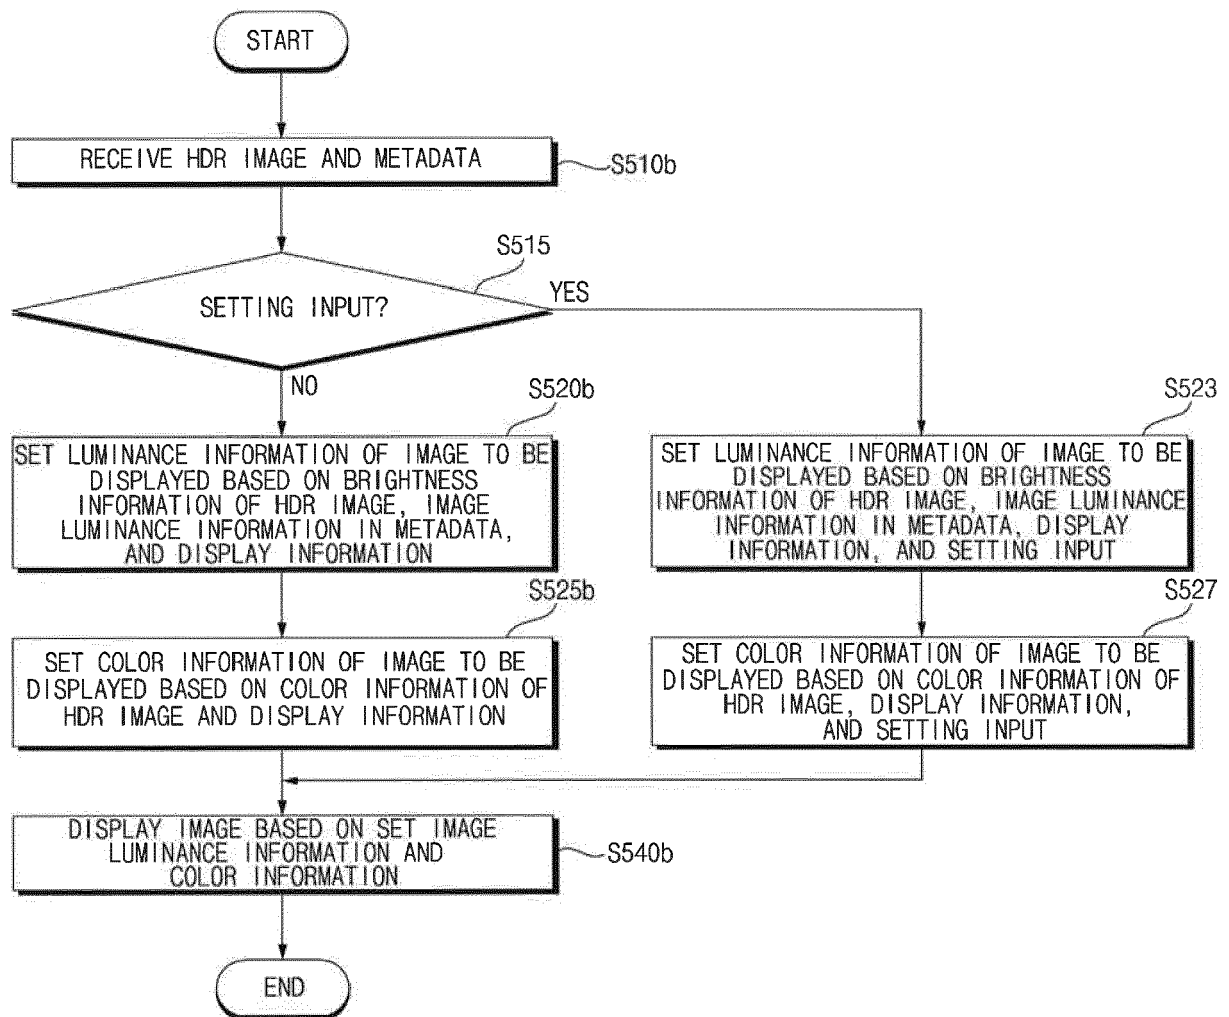 START
RECEIVE HDR IMAGE AND METADATA
S510b
S515
SETTING INPUT?
YES
NO
S520b
SET LUMINANCE INFORMATION OF IMAGE TO BE
DISPLAYED BASED ON BRIGHTNESS
INFORMATION OF HDR IMAGE, IMAGE
LUMINANCE INFORMATION IN METADATA,
AND DISPLAY INFORMATION
S523
SET LUMINANCE INFORMATION OF IMAGE TO BE
DISPLAYED BASED ON BRIGHTNESS
INFORMATION OF HDR IMAGE, IMAGE LUMINANCE
INFORMATION IN METADATA, DISPLAY
INFORMATION, AND SETTING INPUT
S525b
SET COLOR INFORMATION OF IMAGE TO BE
DISPLAYED BASED ON COLOR INFORMATION OF
HDR IMAGE AND DISPLAY INFORMATION
S527
SET COLOR INFORMATION OF IMAGE TO BE
DISPLAYED BASED ON COLOR INFORMATION OF
HDR IMAGE, DISPLAY INFORMATION,
AND SETTING INPUT
DISPLAY IMAGE BASED ON SET IMAGE
LUMINANCE INFORMATION AND
COLOR INFORMATION
S540b
END